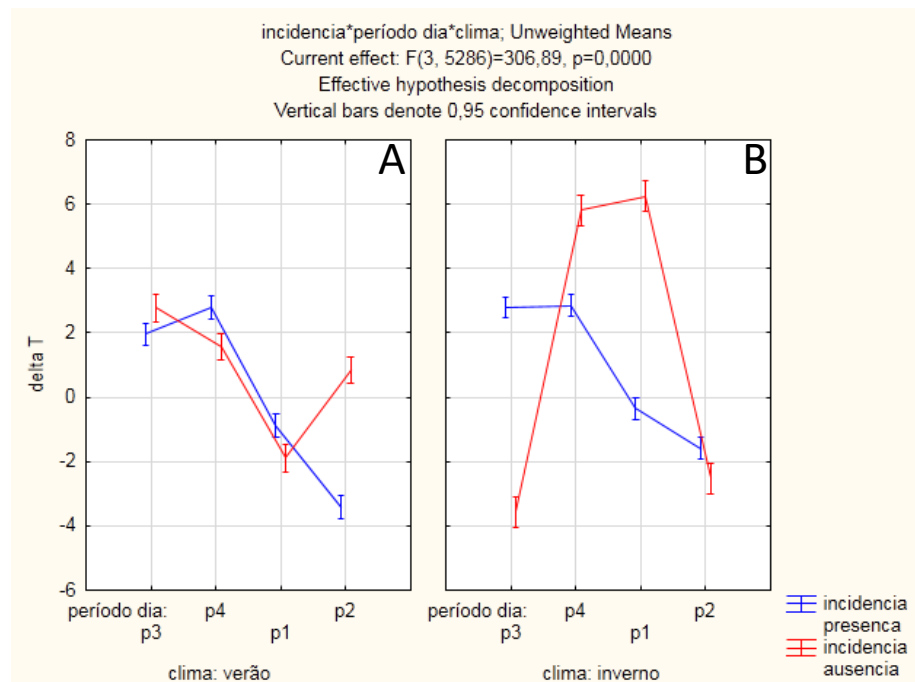 incidencia*período dia*clima; Unweighted Means
Current effect: F(3, 5286)=306,89, p=0,0000
Effective hypothesis decomposition
Vertical bars denote 0,95 confidence intervals
A
B
8
6
4
2
0
-2
-4
-6
delta T
período dia:
p3
p4
p1
p2
clima: verão
período dia:
p3
p4
p1
p2
clima: inverno
incidencia
presenca
incidencia
ausencia